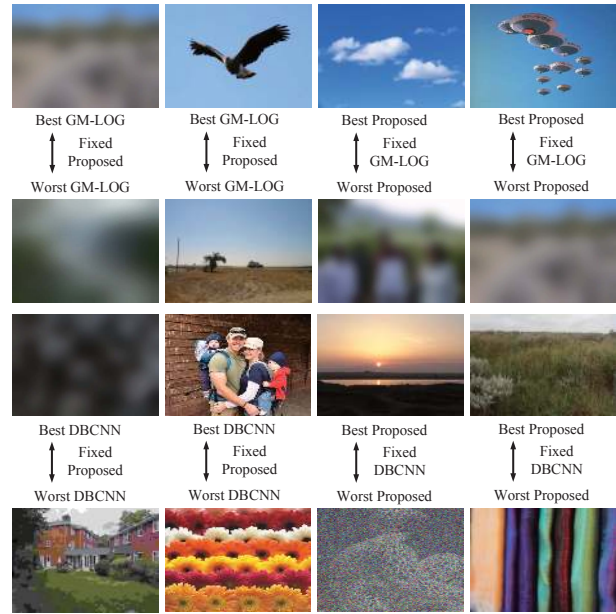 Best GM-LOG
Fixed
Proposed
Worst GM-LOG
Best GM-LOG
Fixed
Proposed
Worst GM-LOG
Best Proposed
Fixed
GM-LOG
Worst Proposed
Best Proposed
Fixed
GM-LOG
Worst Proposed
Best DBCNN
Fixed
Proposed
Worst DBCNN
Best DBCNN
Fixed
Proposed
Worst DBCNN
Best Proposed
Fixed
DBCNN
Worst Proposed
Best Proposed
Fixed
DBCNN
Worst Proposed